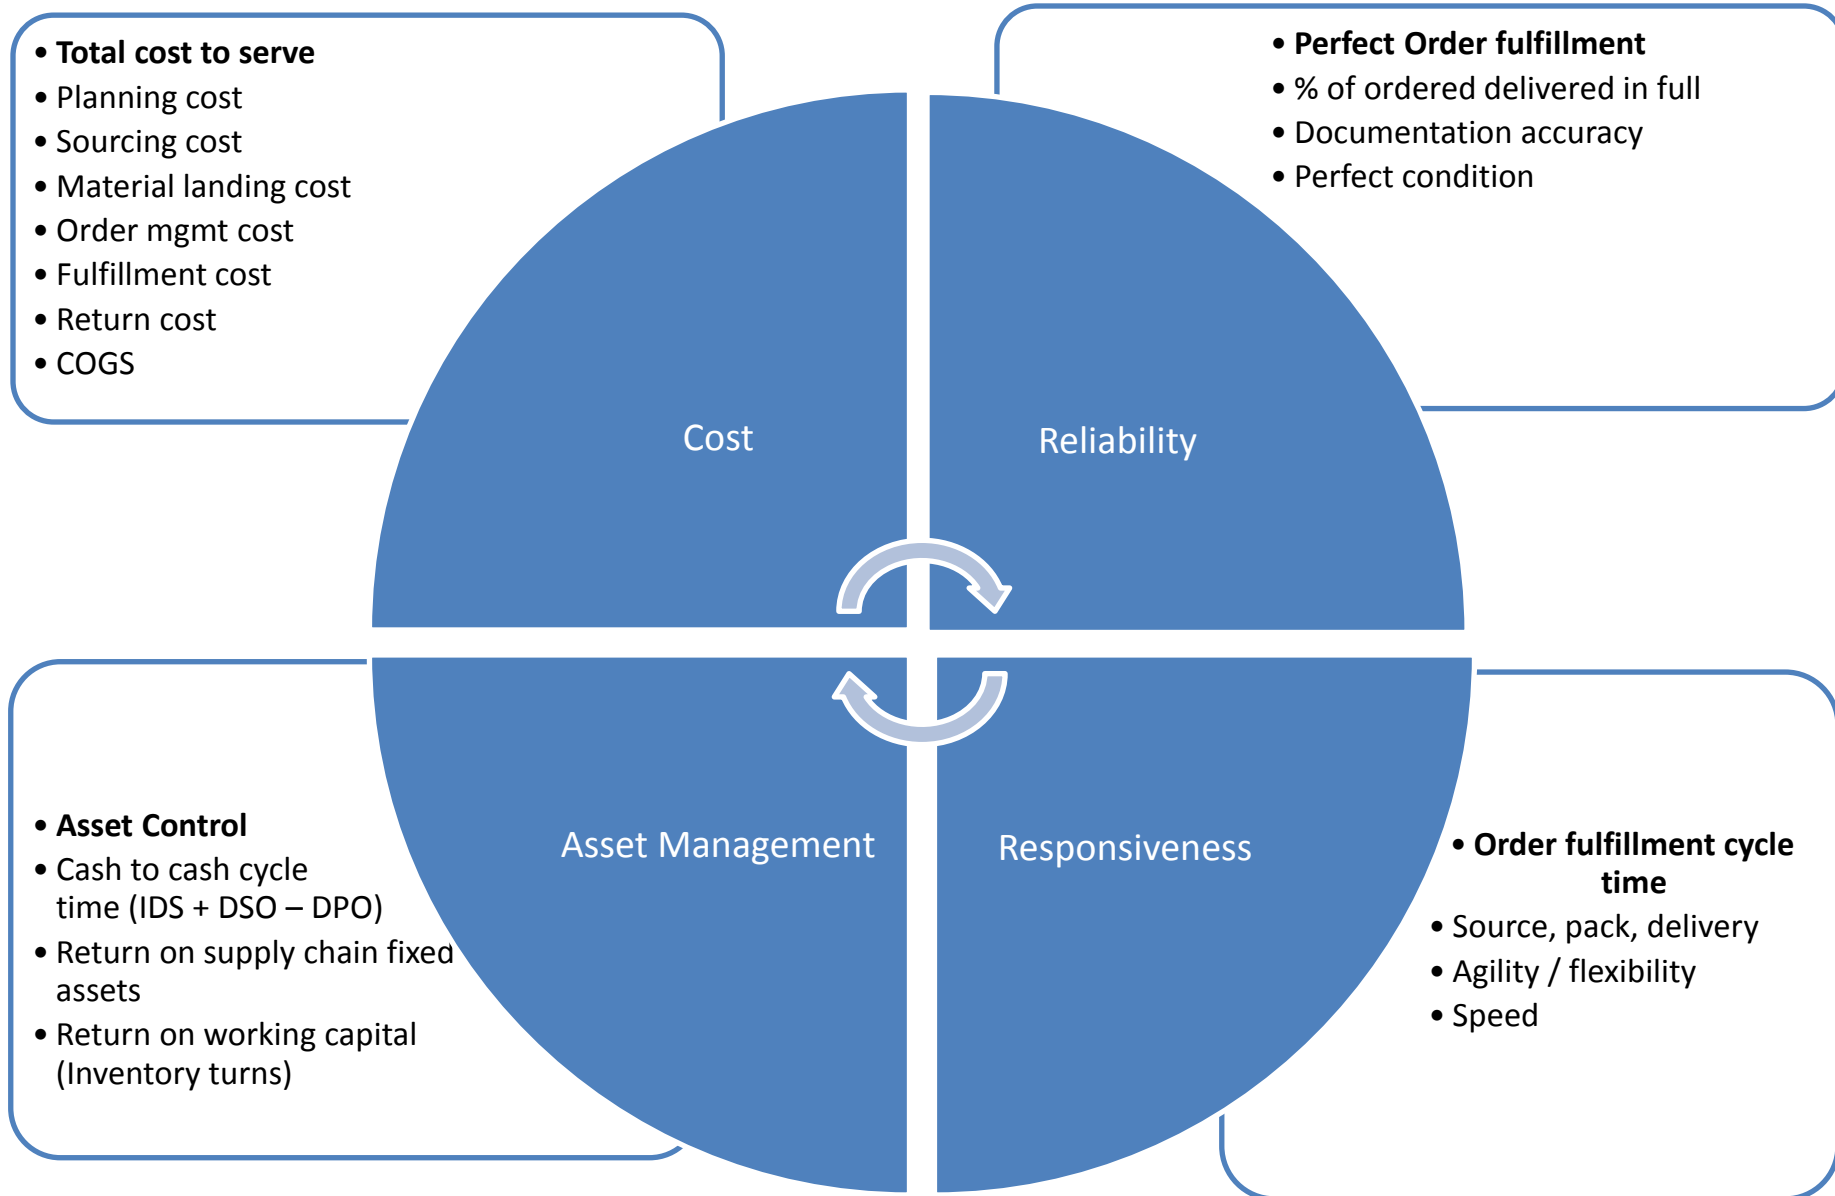 • Total cost to serve
• Planning cost
• Sourcing cost
• Material landing cost
• Order mgmt cost
• Fulfillment cost
• Return cost
• COGS
• Perfect Order fulfillment
• % of ordered delivered in full
• Documentation accuracy
• Perfect condition
Cost
Reliability
• Asset Control
• Cash to cash cycle
time (IDS + DSO – DPO)
• Return on supply chain fixed
assets
• Return on working capital
(Inventory turns)
Asset Management
Responsiveness
• Order fulfillment cycle
time
• Source, pack, delivery
• Agility / flexibility
• Speed